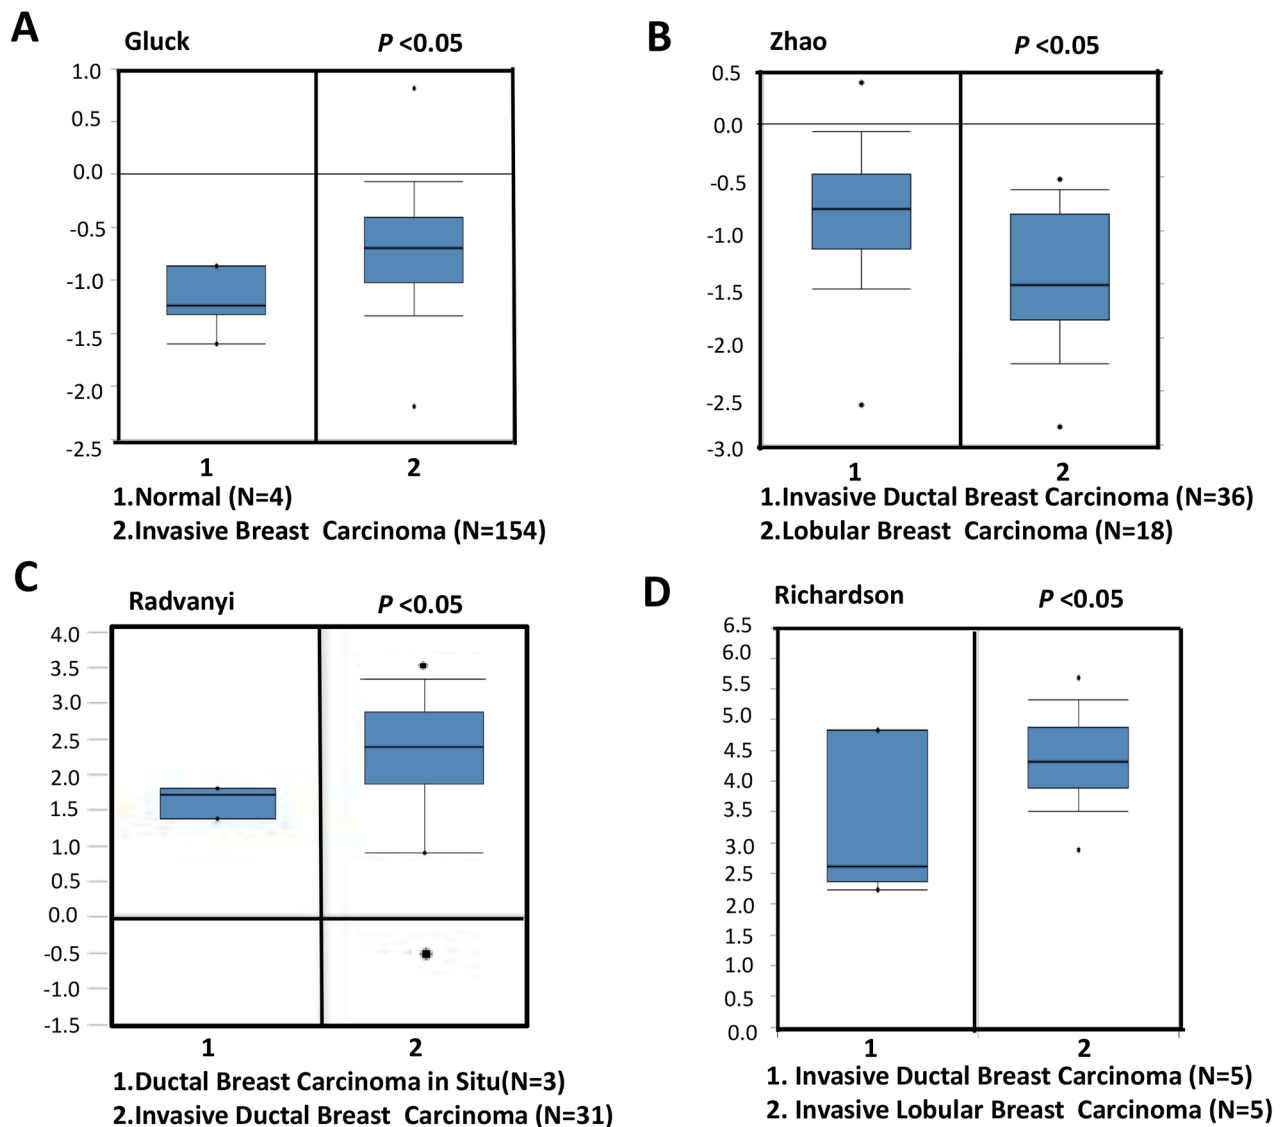 A
Gluck
P <0.05
1.0
0.5
0.0
-0.5
-1.0
-1.5
-2.0
-2.5
1
2
1.Normal (N=4)
2.Invasive Breast Carcinoma (N=154)
B
Zhao
P <0.05
0.5
0.0
-0.5
-1.0
-1.5
-2.0
-2.5
-3.0
1
2
1.Invasive Ductal Breast Carcinoma (N=36)
2.Lobular Breast Carcinoma (N=18)
C
Radvanyi
P <0.05
4.0
3.5
3.0
2.5
2.0
1.5
1.0
0.5
0.0
-0.5
-1.0
-1.5
1
2
1.Ductal Breast Carcinoma in Situ(N=3)
2.Invasive Ductal Breast Carcinoma (N=31)
D
Richardson
P <0.05
6.5
6.0
5.5
5.0
4.5
4.0
3.5
3.0
2.5
2.0
1.5
1.0
0.5
0.0
1
2
1. Invasive Ductal Breast Carcinoma (N=5)
2. Invasive Lobular Breast Carcinoma (N=5)